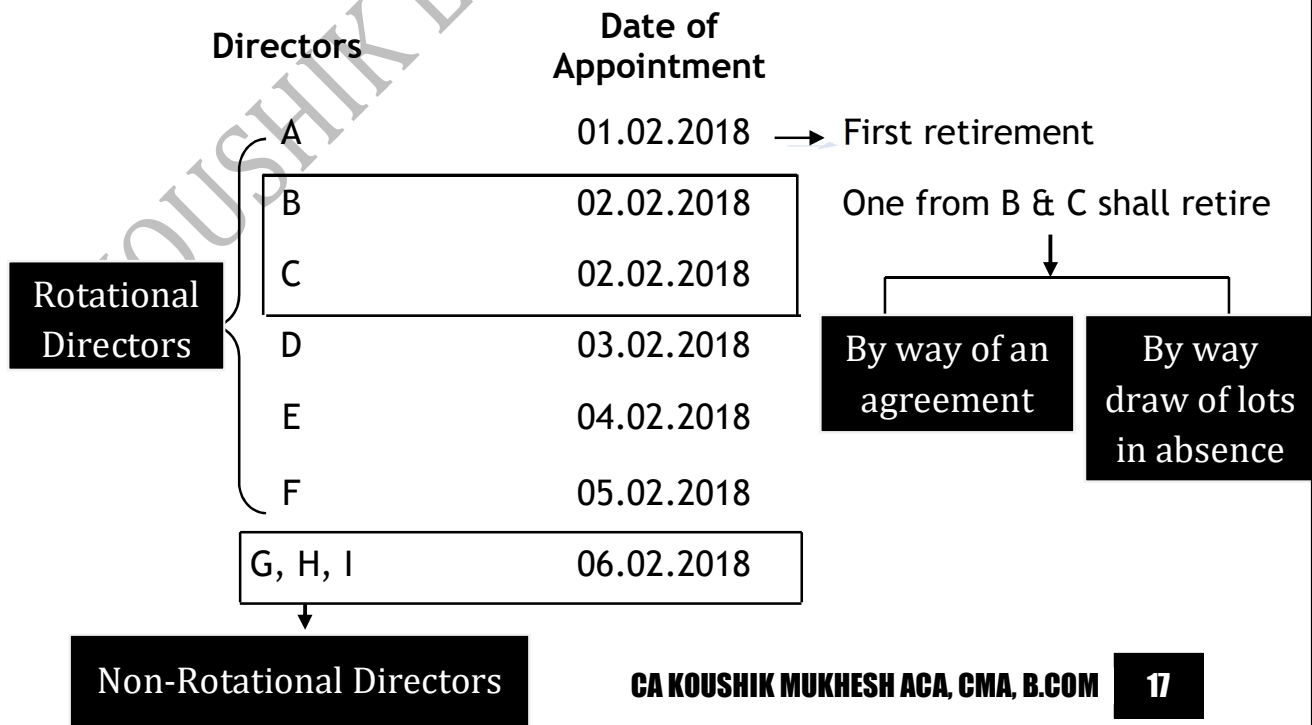 Directors Date of
Appointment
A 01.02.2018 First retirement
B 02.02.2018 One from B & C shall retire
C 02.02.2018
Rotational
Directors
D 03.02.2018
By way of an
agreement
By way
draw of lots
in absence
E 04.02.2018
F 05.02.2018
G, H, I 06.02.2018
Non-Rotational Directors
CA KOUSHIK MUKHESH ACA, CMA, B.COM 17